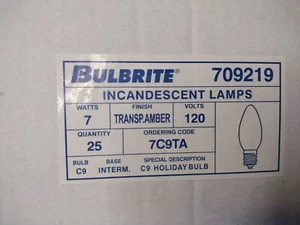 BULBRITE® 709219
INCANDESCENT LAMPS
WATTS FINISH VOLTS
7 TRANSP.AMBER 120
QUANTITY ORDERING CODE
25 7C9TA
BULB BASE SPECIAL DESCRIPTION
C9 INTERM. C9 HOLIDAY BULB